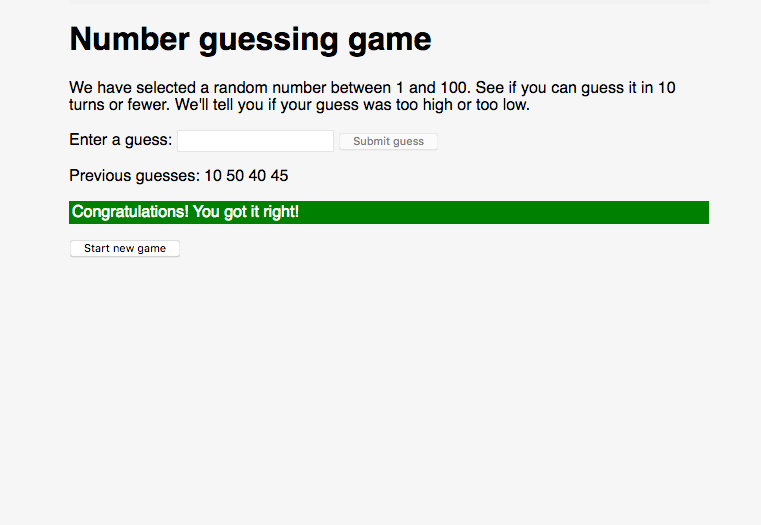 Number guessing game
We have selected a random number between 1 and 100. See if you can guess it in 10
turns or fewer. We'll tell you if your guess was too high or too low.
Enter a guess: Submit guess
Previous guesses: 10 50 40 45
Congratulations! You got it right!
Start new game